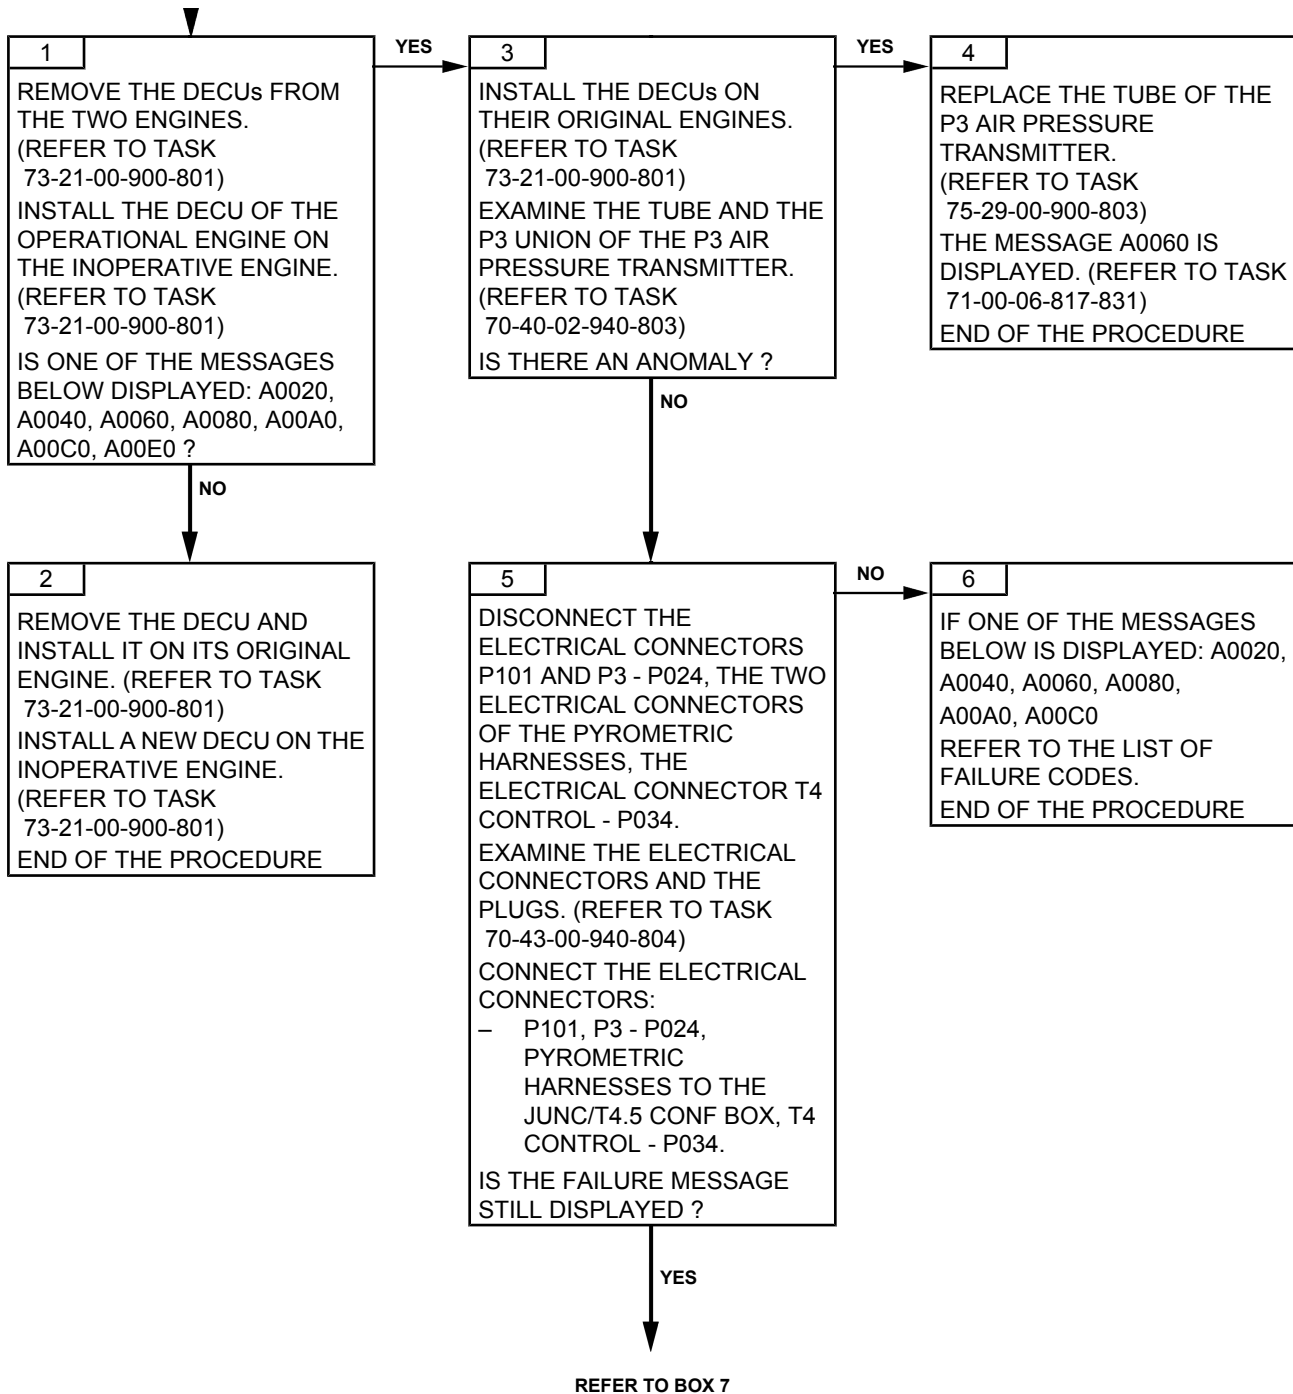 1
REMOVE THE DECUs FROM
THE TWO ENGINES.
(REFER TO TASK
73-21-00-900-801)
INSTALL THE DECU OF THE
OPERATIONAL ENGINE ON
THE INOPERATIVE ENGINE.
(REFER TO TASK
73-21-00-900-801)
IS ONE OF THE MESSAGES
BELOW DISPLAYED: A0020,
A0040, A0060, A0080, A00A0,
A00C0, A00E0 ?
YES
3
INSTALL THE DECUs ON
THEIR ORIGINAL ENGINES.
(REFER TO TASK
73-21-00-900-801)
EXAMINE THE TUBE AND THE
P3 UNION OF THE P3 AIR
PRESSURE TRANSMITTER.
(REFER TO TASK
70-40-02-940-803)
IS THERE AN ANOMALY ?
YES
4
REPLACE THE TUBE OF THE
P3 AIR PRESSURE
TRANSMITTER.
(REFER TO TASK
75-29-00-900-803)
THE MESSAGE A0060 IS
DISPLAYED. (REFER TO TASK
71-00-06-817-831)
END OF THE PROCEDURE
NO
NO
2
REMOVE THE DECU AND
INSTALL IT ON ITS ORIGINAL
ENGINE. (REFER TO TASK
73-21-00-900-801)
INSTALL A NEW DECU ON THE
INOPERATIVE ENGINE.
(REFER TO TASK
73-21-00-900-801)
END OF THE PROCEDURE
5
DISCONNECT THE
ELECTRICAL CONNECTORS
P101 AND P3 - P024, THE TWO
ELECTRICAL CONNECTORS
OF THE PYROMETRIC
HARNESSES, THE
ELECTRICAL CONNECTOR T4
CONTROL - P034.
EXAMINE THE ELECTRICAL
CONNECTORS AND THE
PLUGS. (REFER TO TASK
70-43-00-940-804)
CONNECT THE ELECTRICAL
CONNECTORS:
– P101, P3 - P024,
PYROMETRIC
HARNESSES TO THE
JUNC/T4.5 CONF BOX, T4
CONTROL - P034.
IS THE FAILURE MESSAGE
STILL DISPLAYED ?
NO
6
IF ONE OF THE MESSAGES
BELOW IS DISPLAYED: A0020,
A0040, A0060, A0080,
A00A0, A00C0
REFER TO THE LIST OF
FAILURE CODES.
END OF THE PROCEDURE
YES
REFER TO BOX 7